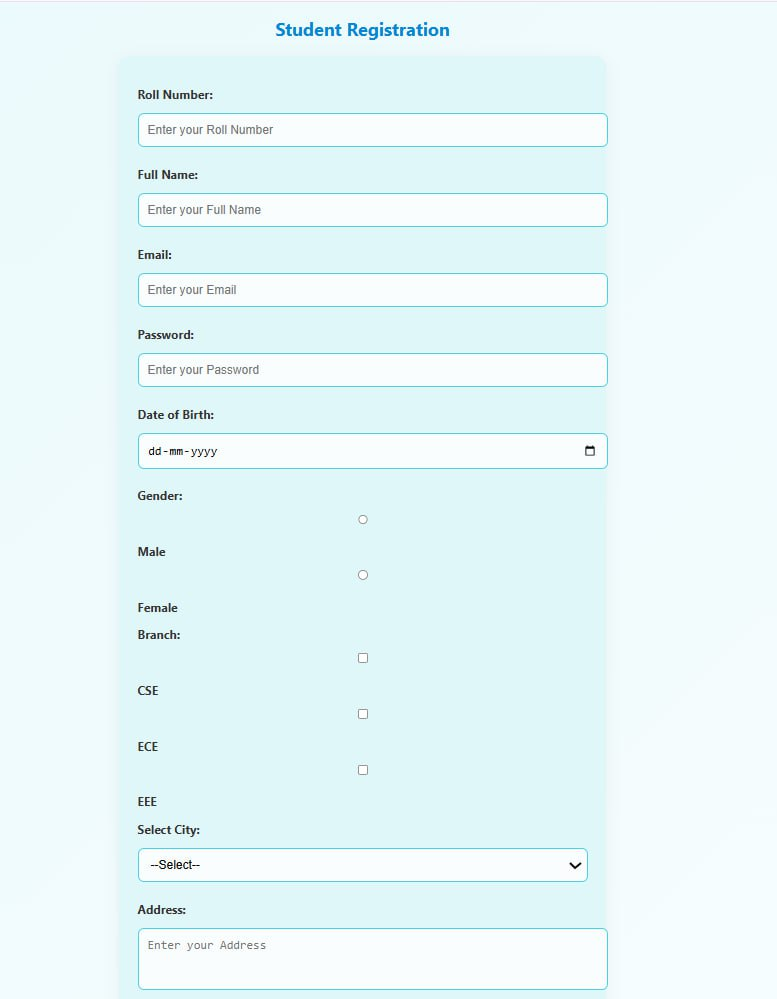 Student Registration
Roll Number:
Enter your Roll Number
Full Name:
Enter your Full Name
Email:
Enter your Email
Password:
Enter your Password
Date of Birth:
dd-mm-yyyy
Gender:
Male
Female
Branch:
CSE
ECE
EEE
Select City:
--Select--
Address:
Enter your Address